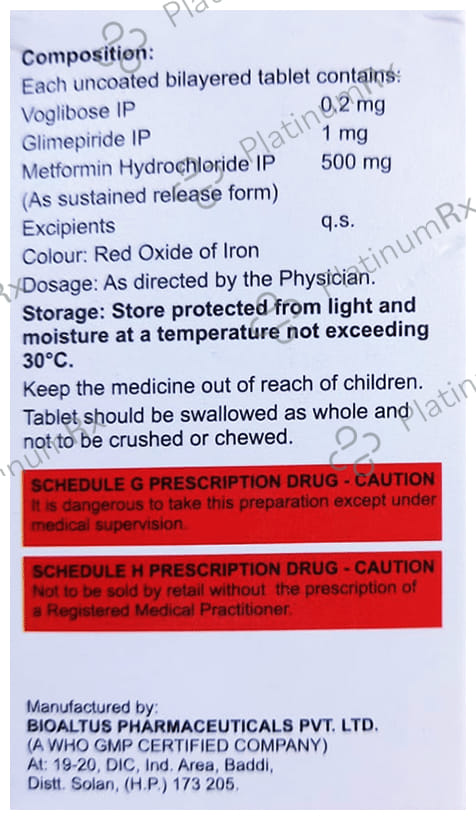 Composition:
Each uncoated bilayered tablet contains:
Voglibose IP 0.2 mg
Glimepiride IP 1 mg
Metformin Hydrochloride IP 500 mg
(As sustained release form)
Excipients q.s.
Colour: Red Oxide of Iron
Dosage: As directed by the Physician.
Storage: Store protected from light and
moisture at a temperature not exceeding
30°C.
Keep the medicine out of reach of children.
Tablet should be swallowed as whole and
not to be crushed or chewed.
SCHEDULE G PRESCRIPTION DRUG - CAUTION
It is dangerous to take this preparation except under
medical supervision.
SCHEDULE H PRESCRIPTION DRUG - CAUTION
Not to be sold by retail without the prescription of
a Registered Medical Practitioner.
Manufactured by:
BIOALTUS PHARMACEUTICALS PVT. LTD.
(A WHO GMP CERTIFIED COMPANY)
At: 19-20, DIC, Ind. Area, Baddi,
Distt. Solan, (H.P.) 173 205.
PlatinumRx
PlatinumRx
PlatinumRx
Platin
inumRx
Rx